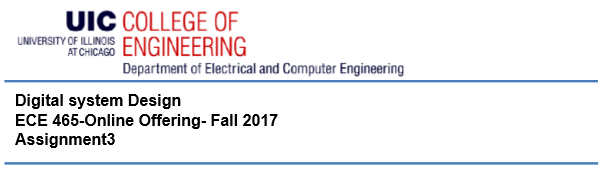 UIC COLLEGE OF
UNIVERSITY OF ILLINOIS
AT CHICAGO ENGINEERING
Department of Electrical and Computer Engineering
Digital system Design
ECE 465-Online Offering- Fall 2017
Assignment3